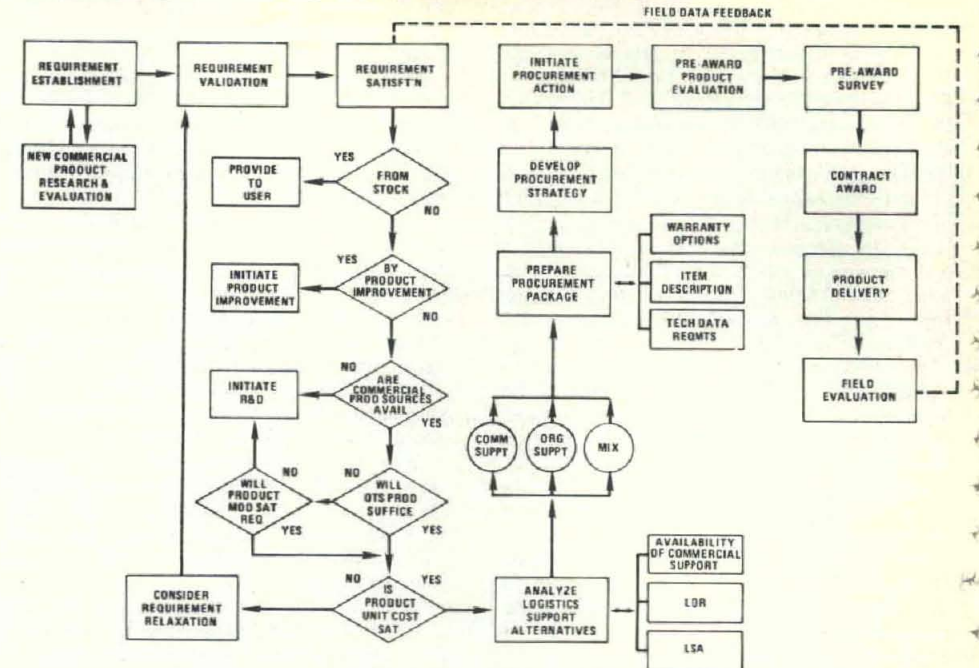 FIELD DATA FEEDBACK
REQUIREMENT
ESTABLISHMENT
REQUIREMENT
VALIDATION
REQUIREMENT
SATISFT'N
INITIATE
PROCUREMENT
ACTION
PRE-AWARD
PRODUCT
EVALUATION
PRE-AWARD
SURVEY
NEW COMMERCIAL
PRODUCT
RESEARCH &
EVALUATION
PROVIDE
TO
USER
YES
FROM
STOCK
NO
DEVELOP
PROCUREMENT
STRATEGY
CONTRACT
AWARD
INITIATE
PRODUCT
IMPROVEMENT
YES
BY
PRODUCT
IMPROVEMENT
NO
PREPARE
PROCUREMENT
PACKAGE
WARRANTY
OPTIONS
ITEM
DESCRIPTION
TECH DATA
REQMTS
PRODUCT
DELIVERY
INITIATE
R&D
NO
ARE
COMMERCIAL
PROD SOURCES
AVAIL
YES
FIELD
EVALUATION
COMM
SUPPT
ORG
SUPPT
MIX
WILL
PRODUCT
MOD SAT
REQ
NO
YES
NO
WILL
OTS PROD
SUFFICE
YES
CONSIDER
REQUIREMENT
RELAXATION
NO
IS
PRODUCT
UNIT COST
SAT
YES
ANALYZE
LOGISTICS
SUPPORT
ALTERNATIVES
AVAILABILITY
OF COMMERCIAL
SUPPORT
LOR
LSA